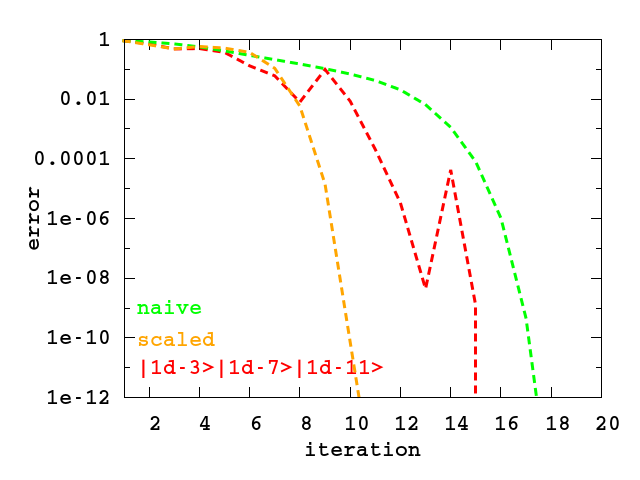 1
0.01
0.0001
1e-06
1e-08
1e-10
1e-12
error
naive
scaled
|1d-3>|1d-7>|1d-11>
2 4 6 8 10 12 14 16 18 20
iteration